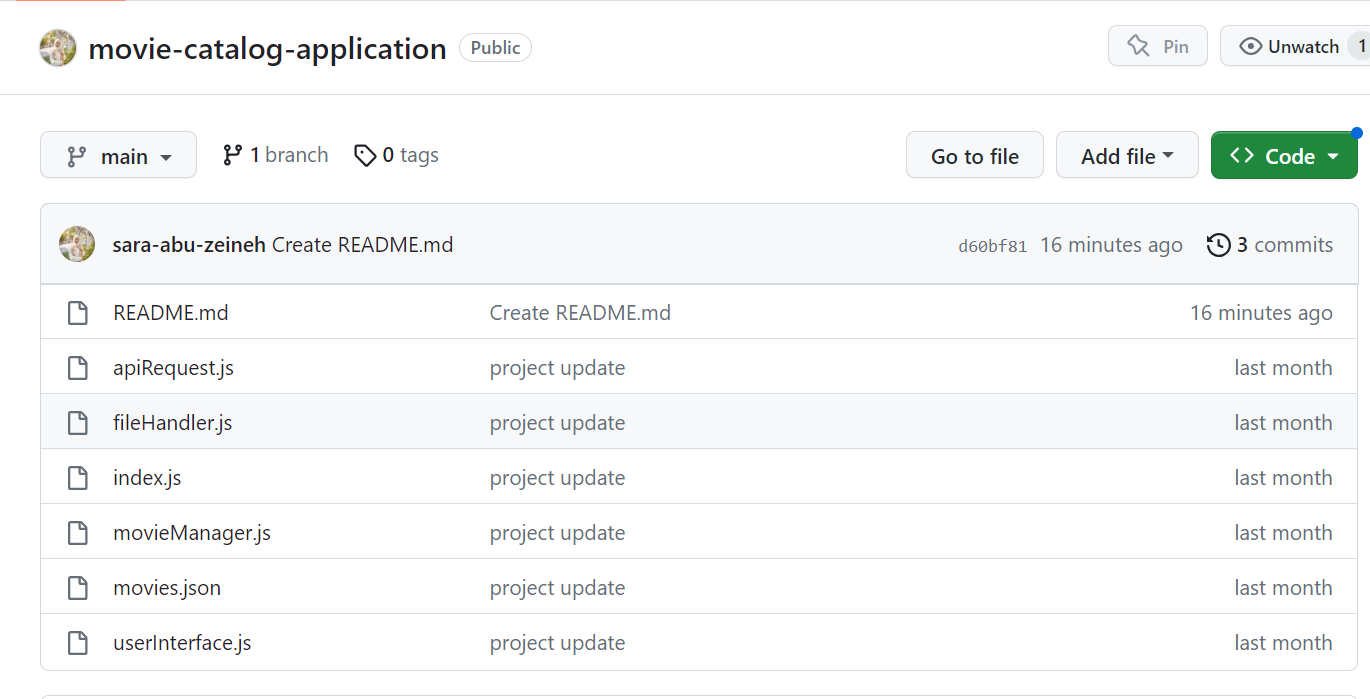 movie-catalog-application Public Pin Unwatch 1
main 1 branch 0 tags Go to file Add file Code
sara-abu-zeineh Create README.md d60bf81 16 minutes ago 3 commits
README.md Create README.md 16 minutes ago
apiRequest.js project update last month
fileHandler.js project update last month
index.js project update last month
movieManager.js project update last month
movies.json project update last month
userInterface.js project update last month